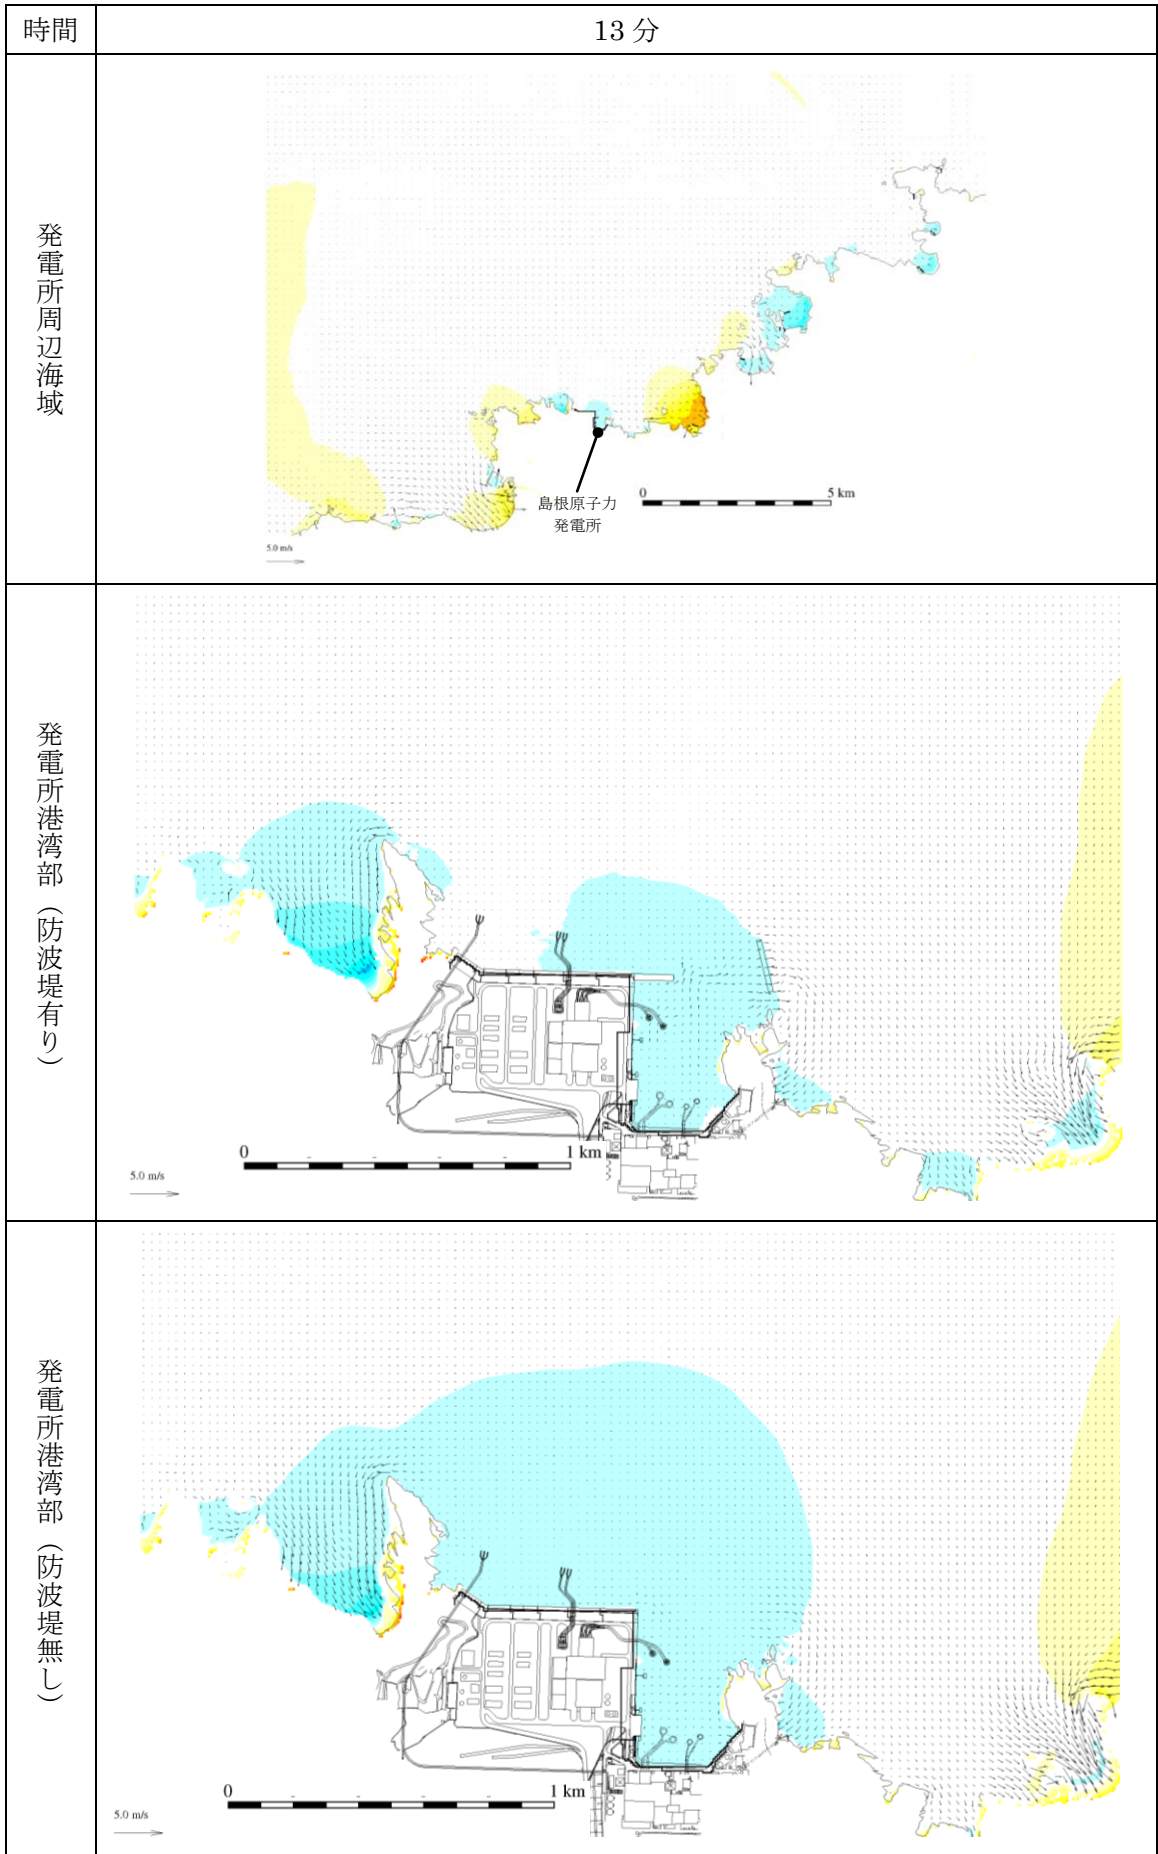 時間
13分
発電所周辺海域
島根原子力
発電所
0
5 km
5.0 m/s
発電所港湾部（防波堤有り）
0
1 km
5.0 m/s
発電所港湾部（防波堤無し）
0
1 km
5.0 m/s